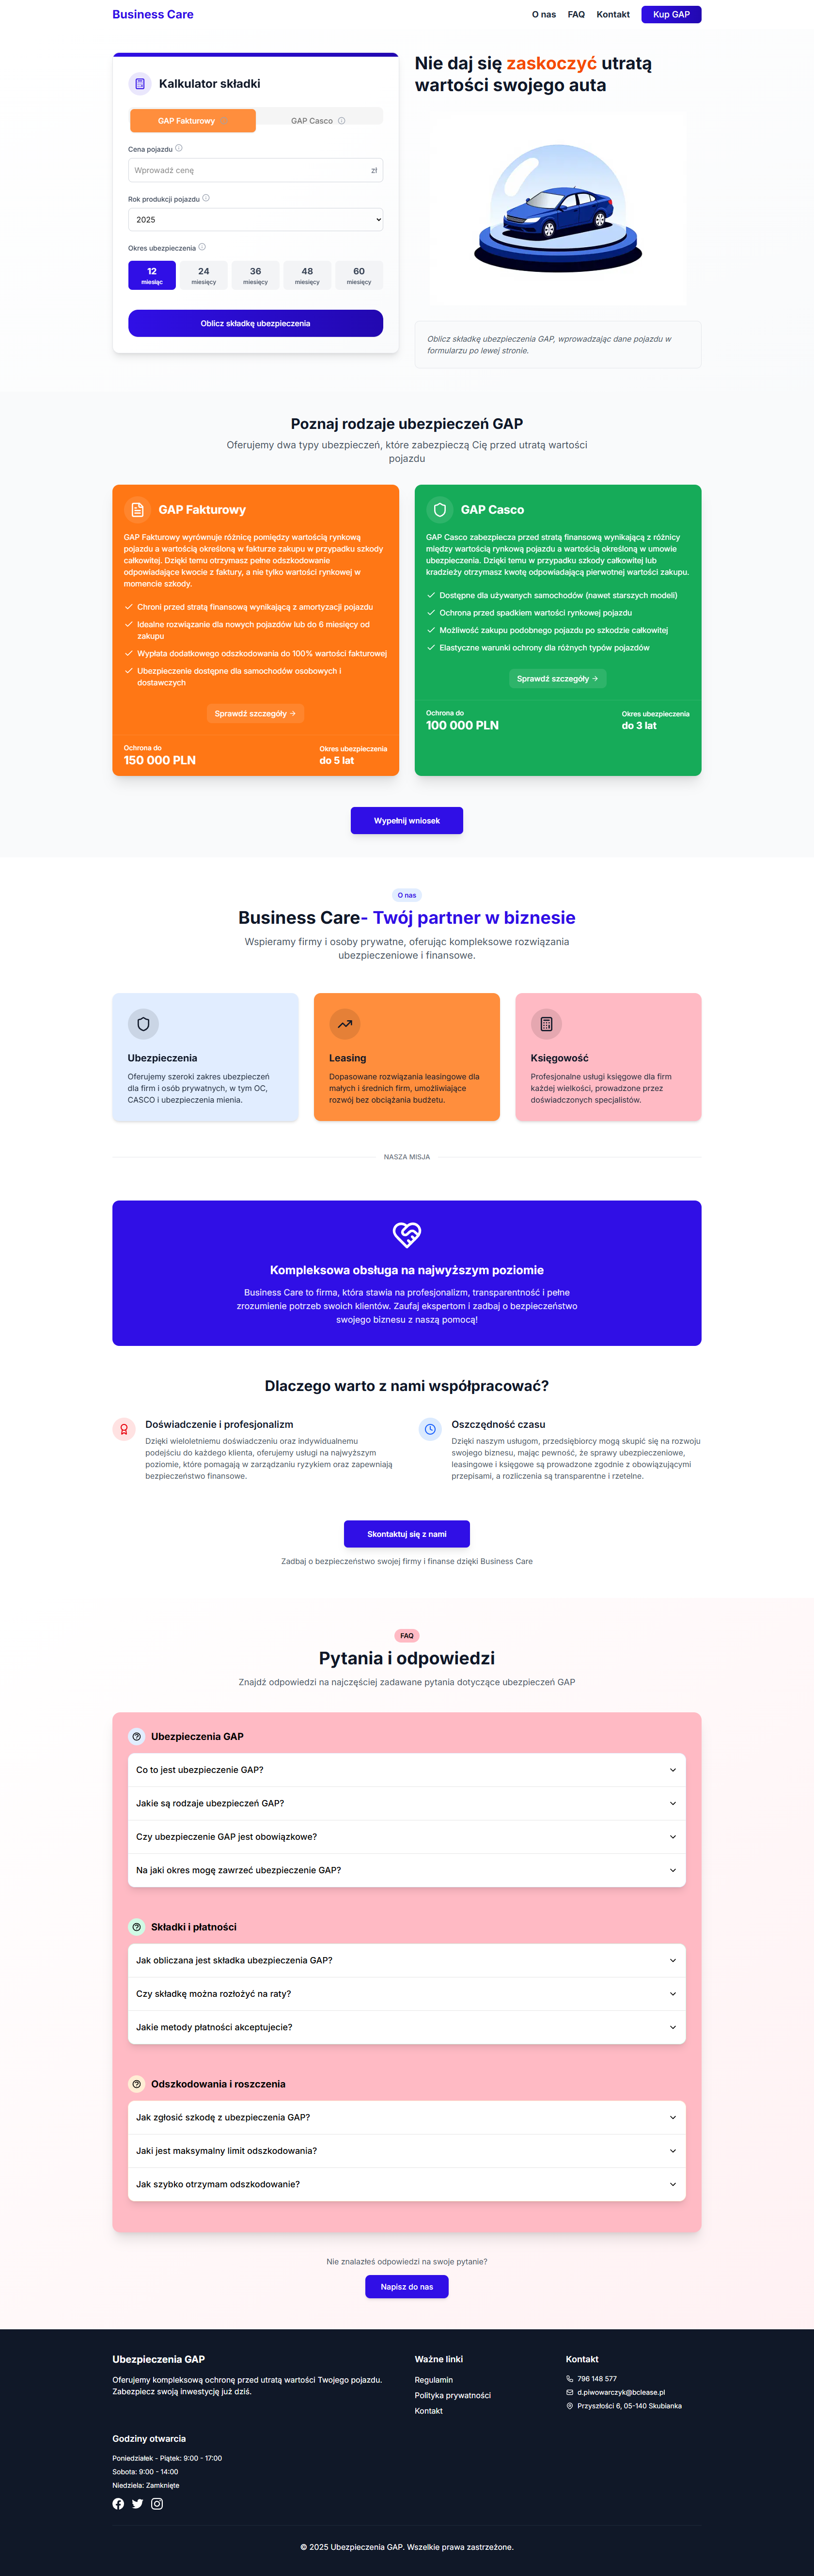 Business Care
O nas
FAQ
Kontakt
Kup GAP
Kalkulator składki
GAP Fakturowy
GAP Casco
Cena pojazdu
Wprowadź cenę
zł
Rok produkcji pojazdu
2025
Okres ubezpieczenia
12
miesiąc
24
miesięcy
36
miesięcy
48
miesięcy
60
miesięcy
Oblicz składkę ubezpieczenia
Nie daj się zaskoczyć utratą
wartości swojego auta
Oblicz składkę ubezpieczenia GAP, wprowadzając dane pojazdu w
formularzu po lewej stronie.
Poznaj rodzaje ubezpieczeń GAP
Oferujemy dwa typy ubezpieczeń, które zabezpieczą Cię przed utratą wartości
pojazdu
GAP Fakturowy
GAP Fakturowy wyrównuje różnicę pomiędzy wartością rynkową
pojazdu a wartością określoną w fakturze zakupu w przypadku szkody
całkowitej. Dzięki temu otrzymasz pełne odszkodowanie
odpowiadające kwocie z faktury, a nie tylko wartości rynkowej w
momencie szkody.
Chroni przed stratą finansową wynikającą z amortyzacji pojazdu
Idealne rozwiązanie dla nowych pojazdów lub do 6 miesięcy od
zakupu
Wypłata dodatkowego odszkodowania do 100% wartości fakturowej
Ubezpieczenie dostępne dla samochodów osobowych i
dostawczych
Sprawdź szczegóły
Ochrona do
150 000 PLN
Okres ubezpieczenia
do 5 lat
GAP Casco
GAP Casco zabezpiecza przed stratą finansową wynikającą z różnicy
między wartością rynkową pojazdu a wartością określoną w umowie
ubezpieczenia. Dzięki temu w przypadku szkody całkowitej lub
kradzieży otrzymasz kwotę odpowiadającą pierwotnej wartości zakupu.
Dostępne dla używanych samochodów (nawet starszych modeli)
Ochrona przed spadkiem wartości rynkowej pojazdu
Możliwość zakupu podobnego pojazdu po szkodzie całkowitej
Elastyczne warunki ochrony dla różnych typów pojazdów
Sprawdź szczegóły
Ochrona do
100 000 PLN
Okres ubezpieczenia
do 3 lat
Wypełnij wniosek
O nas
Business Care- Twój partner w biznesie
Wspieramy firmy i osoby prywatne, oferując kompleksowe rozwiązania
ubezpieczeniowe i finansowe.
Ubezpieczenia
Oferujemy szeroki zakres ubezpieczeń
dla firm i osób prywatnych, w tym OC,
CASCO i ubezpieczenia mienia.
Leasing
Dopasowane rozwiązania leasingowe dla
małych i średnich firm, umożliwiające
rozwój bez obciążania budżetu.
Księgowość
Profesjonalne usługi księgowe dla firm
każdej wielkości, prowadzone przez
doświadczonych specjalistów.
NASZA MISJA
Kompleksowa obsługa na najwyższym poziomie
Business Care to firma, która stawia na profesjonalizm, transparentność i pełne
zrozumienie potrzeb swoich klientów. Zaufaj ekspertom i zadbaj o bezpieczeństwo
swojego biznesu z naszą pomocą!
Dlaczego warto z nami współpracować?
Doświadczenie i profesjonalizm
Dzięki wieloletniemu doświadczeniu oraz indywidualnemu
podejściu do każdego klienta, oferujemy usługi na najwyższym
poziomie, które pomagają w zarządzaniu ryzykiem oraz zapewniają
bezpieczeństwo finansowe.
Oszczędność czasu
Dzięki naszym usługom, przedsiębiorcy mogą skupić się na rozwoju
swojego biznesu, mając pewność, że sprawy ubezpieczeniowe,
leasingowe i księgowe są prowadzone zgodnie z obowiązującymi
przepisami, a rozliczenia są transparentne i rzetelne.
Skontaktuj się z nami
Zadbaj o bezpieczeństwo swojej firmy i finanse dzięki Business Care
FAQ
Pytania i odpowiedzi
Znajdź odpowiedzi na najczęściej zadawane pytania dotyczące ubezpieczeń GAP
Ubezpieczenia GAP
Co to jest ubezpieczenie GAP?
Jakie są rodzaje ubezpieczeń GAP?
Czy ubezpieczenie GAP jest obowiązkowe?
Na jaki okres mogę zawrzeć ubezpieczenie GAP?
Składki i płatności
Jak obliczana jest składka ubezpieczenia GAP?
Czy składkę można rozłożyć na raty?
Jakie metody płatności akceptujecie?
Odszkodowania i roszczenia
Jak zgłosić szkodę z ubezpieczenia GAP?
Jaki jest maksymalny limit odszkodowania?
Jak szybko otrzymam odszkodowanie?
Nie znalazłeś odpowiedzi na swoje pytanie?
Napisz do nas
Ubezpieczenia GAP
Oferujemy kompleksową ochronę przed utratą wartości Twojego pojazdu.
Zabezpiecz swoją inwestycję już dziś.
Ważne linki
Regulamin
Polityka prywatności
Kontakt
Kontakt
796 148 577
d.piwowarczyk@bclease.pl
Przyszłości 6, 05-140 Skubianka
Godziny otwarcia
Poniedziałek - Piątek: 9:00 - 17:00
Sobota: 9:00 - 14:00
Niedziela: Zamknięte
© 2025 Ubezpieczenia GAP. Wszelkie prawa zastrzeżone.